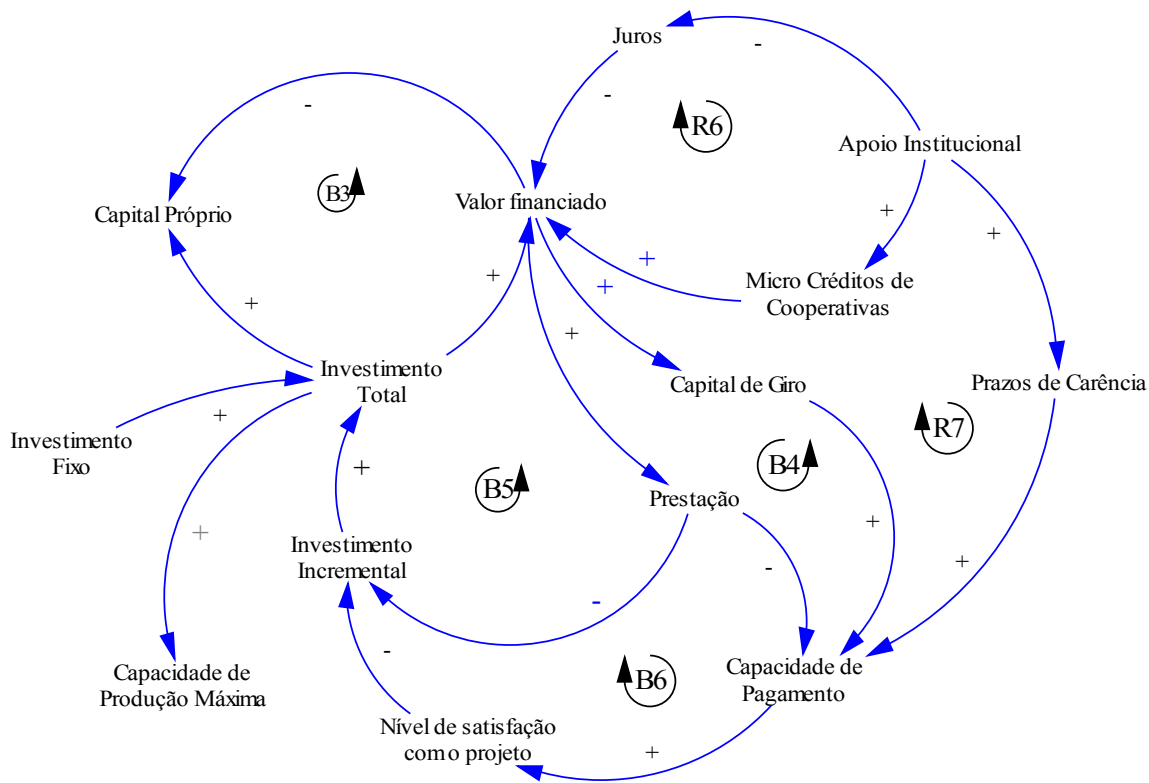 Juros
-
-
-
R6
Apoio Institucional
B3
Valor financiado
Capital Próprio
+
+
+
+
+
+
Micro Créditos de
Cooperativas
+
+
Investimento
Total
Capital de Giro
Prazos de Carência
+
R7
Investimento
Fixo
B4
+
B5
Prestação
+
+
Investimento
Incremental
-
+
-
-
Capacidade de
Produção Máxima
B6
Capacidade de
Pagamento
Nível de satisfação
com o projeto
+